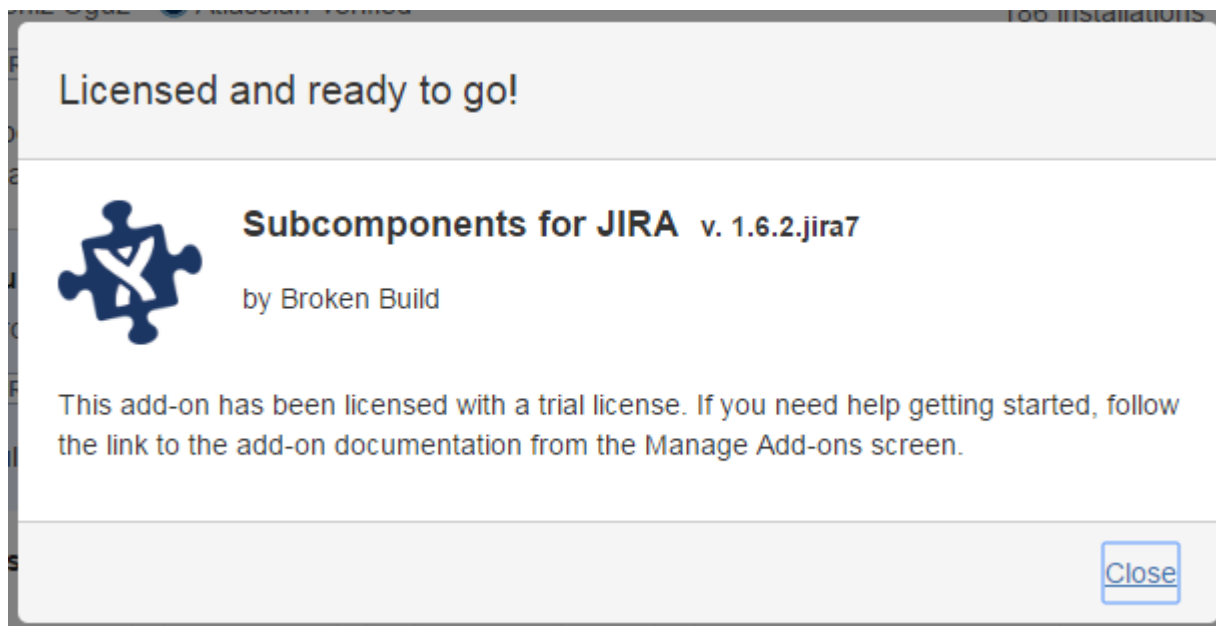 186 installations
Licensed and ready to go!
Subcomponents for JIRA v. 1.6.2.jira7
by Broken Build
This add-on has been licensed with a trial license. If you need help getting started, follow
the link to the add-on documentation from the Manage Add-ons screen.
Close